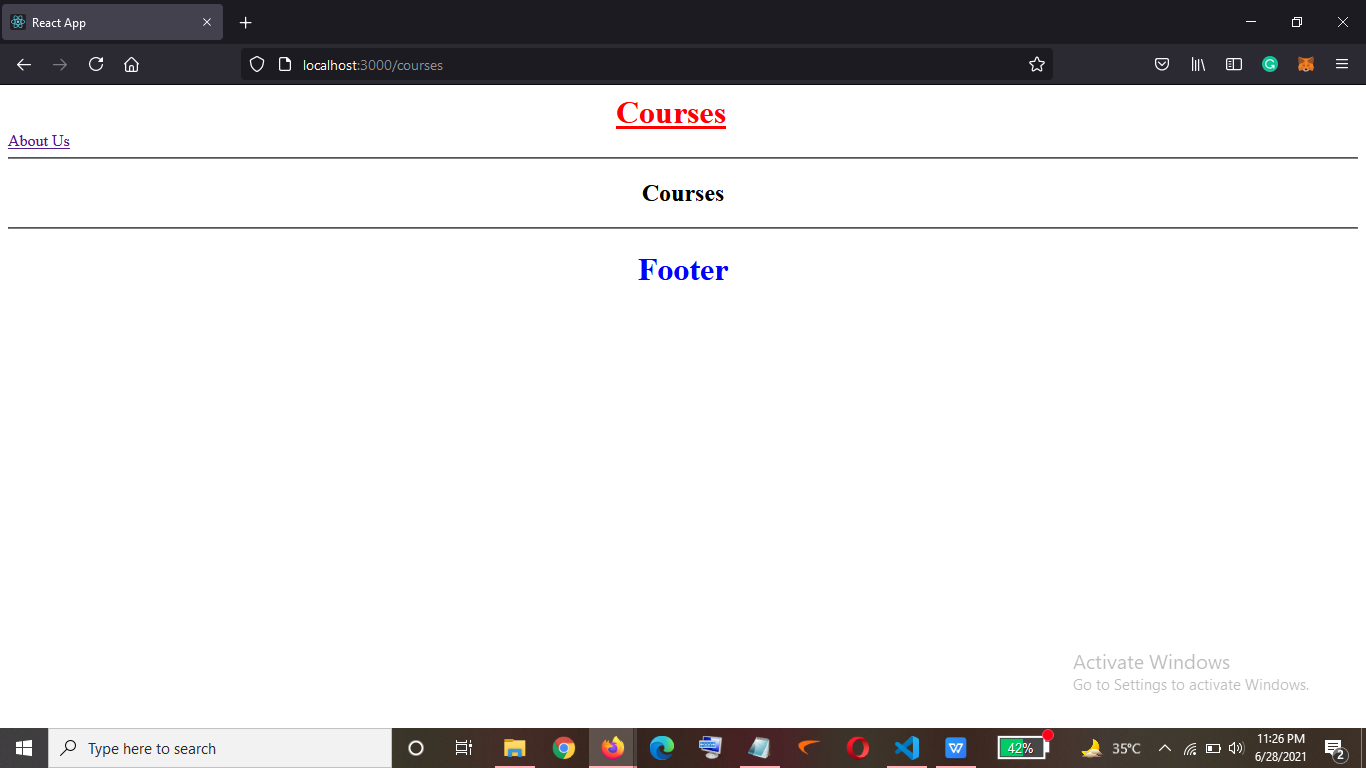 React App
localhost:3000/courses
Courses
About Us
Courses
Footer
Activate Windows
Go to Settings to activate Windows.
Type here to search
42%
35°C
11:26 PM
6/28/2021
2